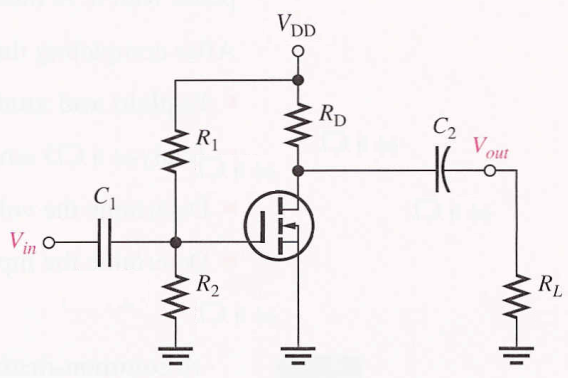 V_DD
R_D
R_1
C_2
V_out
C_1
V_in
R_2
R_L